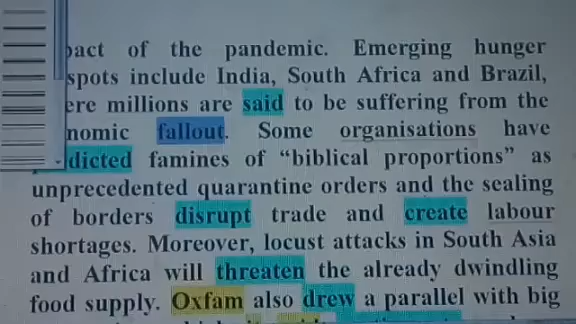 pact of the pandemic. Emerging hunger
spots include India, South Africa and Brazil,
ere millions are said to be suffering from the
nomic fallout. Some organisations have
dicted famines of “biblical proportions” as
unprecedented quarantine orders and the sealing
of borders disrupt trade and create labour
shortages. Moreover, locust attacks in South Asia
and Africa will threaten the already dwindling
food supply. Oxfam also drew a parallel with big